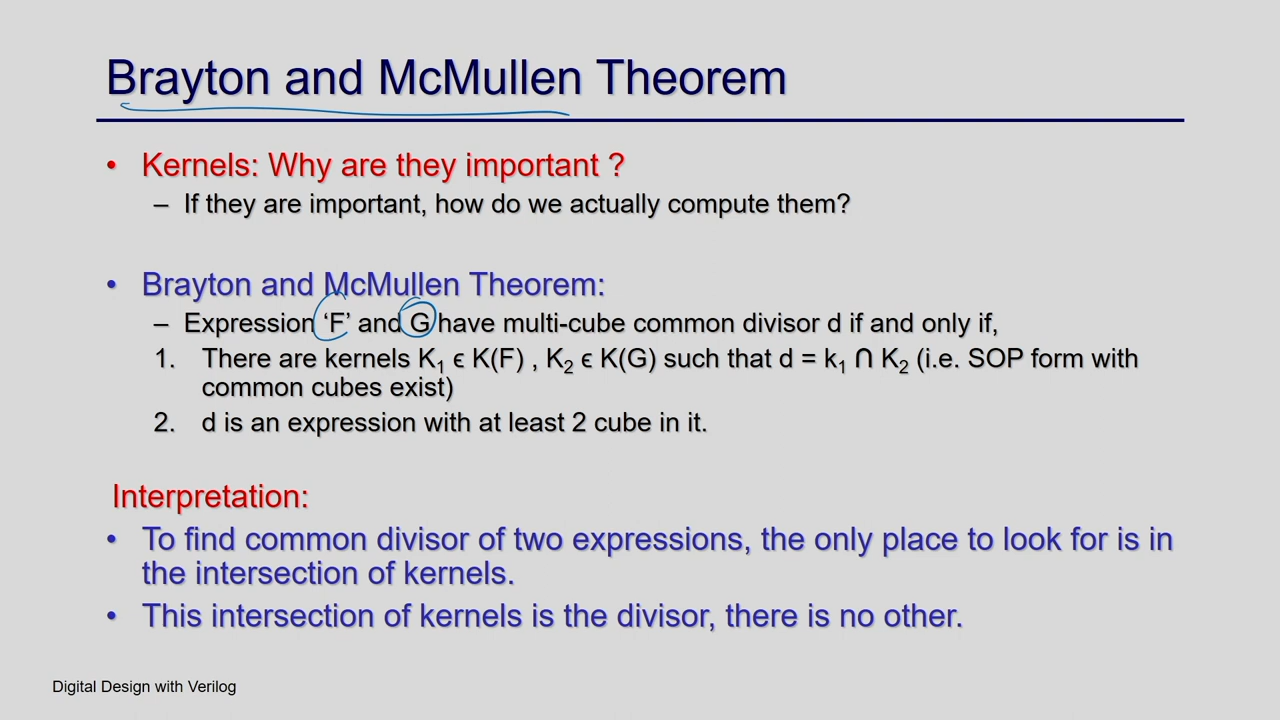 Brayton and McMullen Theorem
• Kernels: Why are they important ?
– If they are important, how do we actually compute them?
• Brayton and McMullen Theorem:
– Expression ‘F’ and G have multi-cube common divisor d if and only if,
1. There are kernels K₁ ϵ K(F) , K₂ ϵ K(G) such that d = k₁ ∩ K₂ (i.e. SOP form with
common cubes exist)
2. d is an expression with at least 2 cube in it.
Interpretation:
• To find common divisor of two expressions, the only place to look for is in
the intersection of kernels.
• This intersection of kernels is the divisor, there is no other.
Digital Design with Verilog